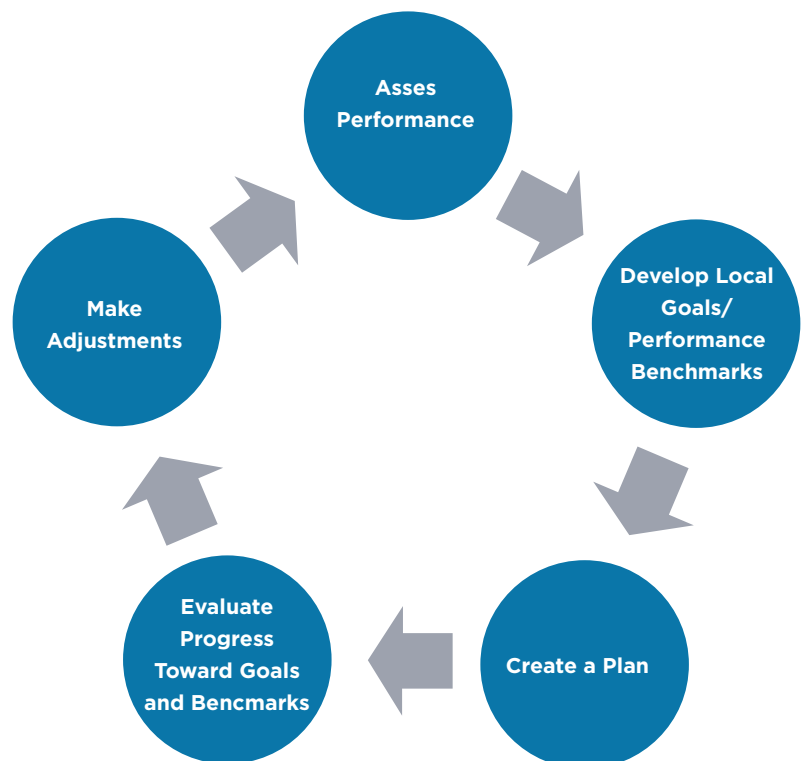 Asses
Performance
Develop Local
Goals/
Performance
Benchmarks
Create a Plan
Evaluate
Progress
Toward Goals
and Bencmarks
Make
Adjustments